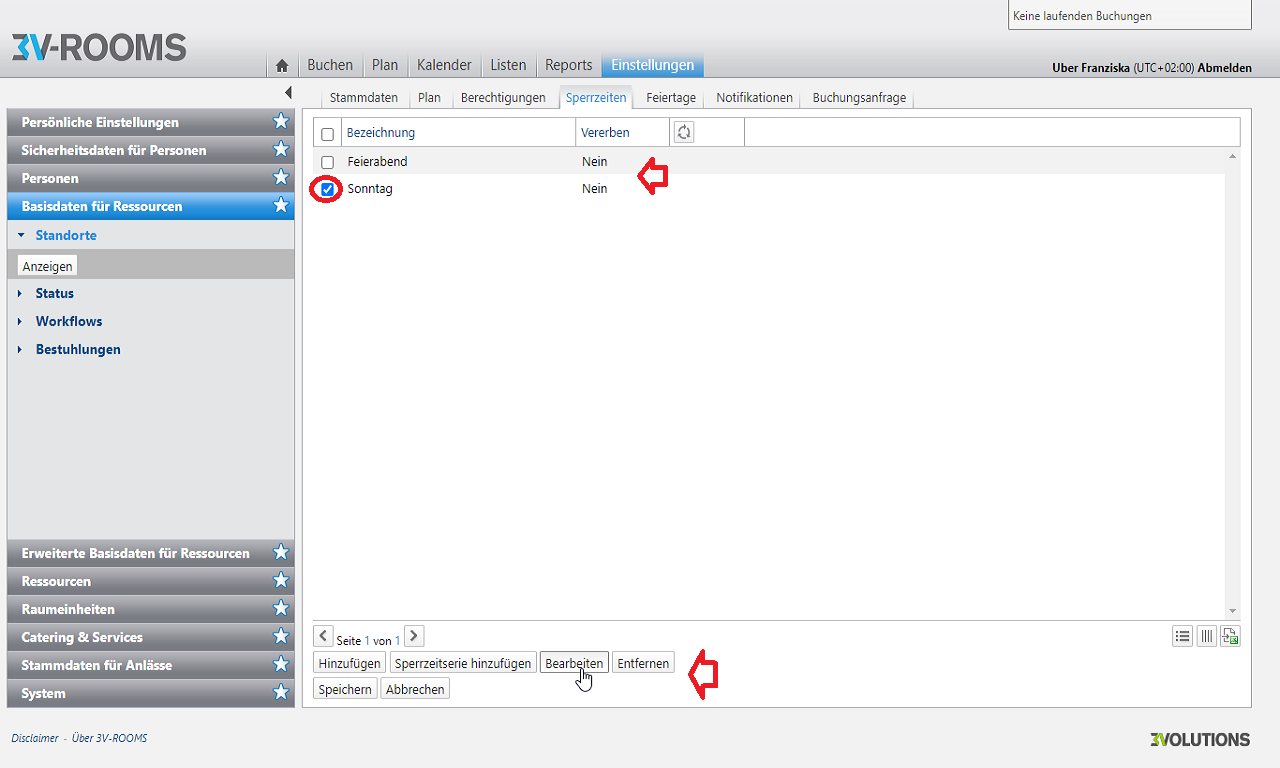 Keine laufenden Buchungen
3V-ROOMS
Buchen Plan Kalender Listen Reports Einstellungen
Uber Franziska (UTC+02:00) Abmelden
Stammdaten Plan Berechtigungen Sperrzeiten Feiertage Notifikationen Buchungsanfrage
Persönliche Einstellungen
Sicherheitsdaten für Personen
Personen
Basisdaten für Ressourcen
Standorte
Anzeigen
Status
Workflows
Bestuhlungen
Erweiterte Basisdaten für Ressourcen
Ressourcen
Raumeinheiten
Catering & Services
Stammdaten für Anlässe
System
Bezeichnung Vererben
Feierabend Nein
Sonntag Nein
Seite 1 von 1
Hinzufügen Sperrzeitserie hinzufügen Bearbeiten Entfernen
Speichern Abbrechen
Disclaimer - Über 3V-ROOMS
3VOLUTIONS